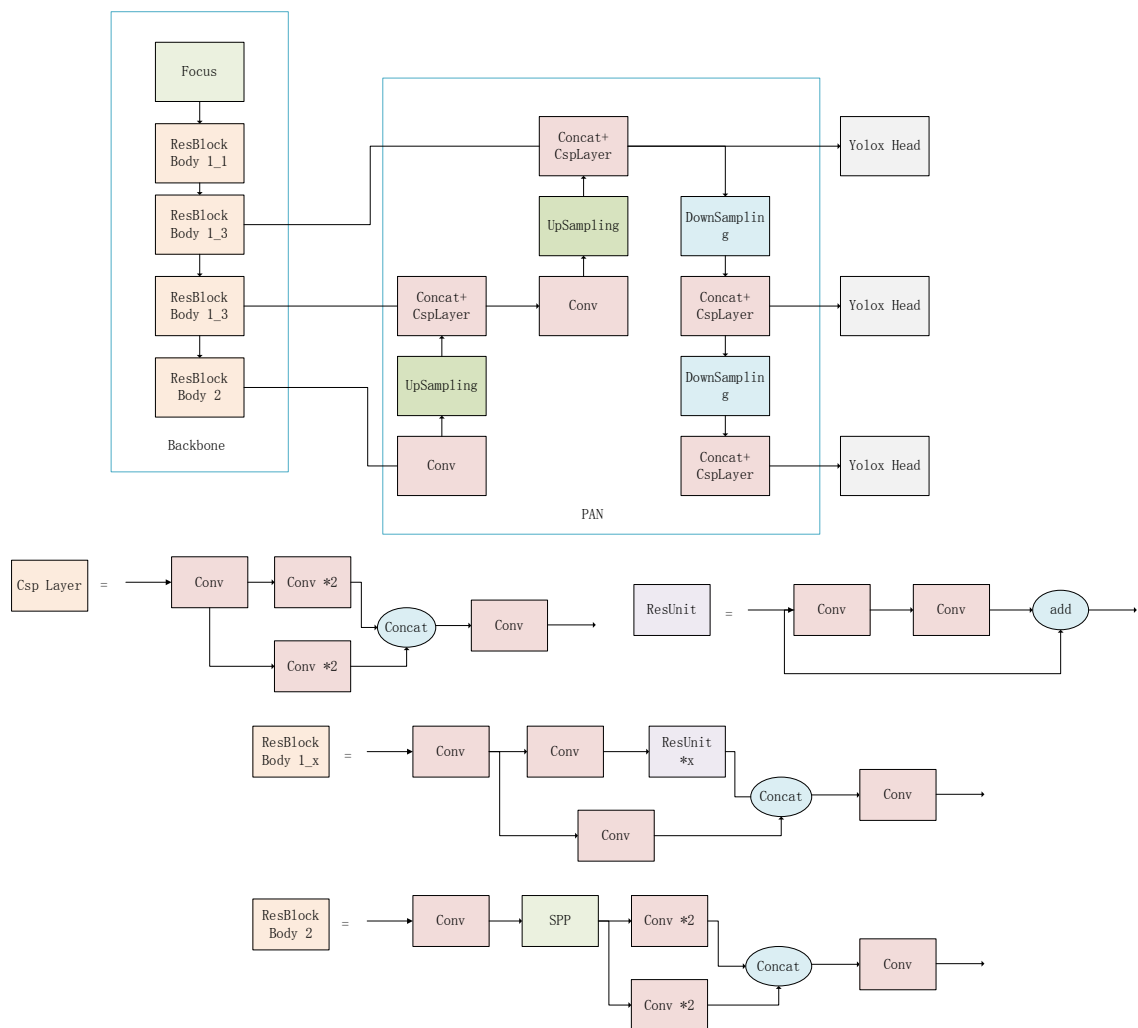 Focus
ResBlock
Body 1_1
ResBlock
Body 1_3
ResBlock
Body 1_3
ResBlock
Body 2
Backbone
Concat+
CspLayer
UpSampling
Concat+
CspLayer
Conv
UpSampling
Conv
DownSamplin
g
Concat+
CspLayer
DownSamplin
g
Concat+
CspLayer
PAN
Yolox Head
Yolox Head
Yolox Head
Csp Layer
=
Conv
Conv *2
Conv *2
Concat
Conv
ResUnit
=
Conv
Conv
add
ResBlock
Body 1_x
=
Conv
Conv
ResUnit
*x
Conv
Concat
Conv
ResBlock
Body 2
=
Conv
SPP
Conv *2
Conv *2
Concat
Conv